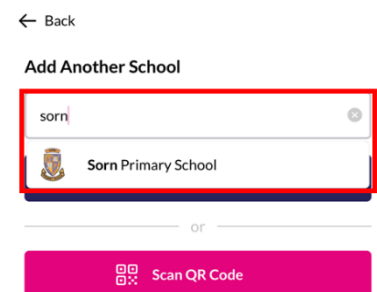 Back
Add Another School
sorn
Sorn Primary School
or
Scan QR Code